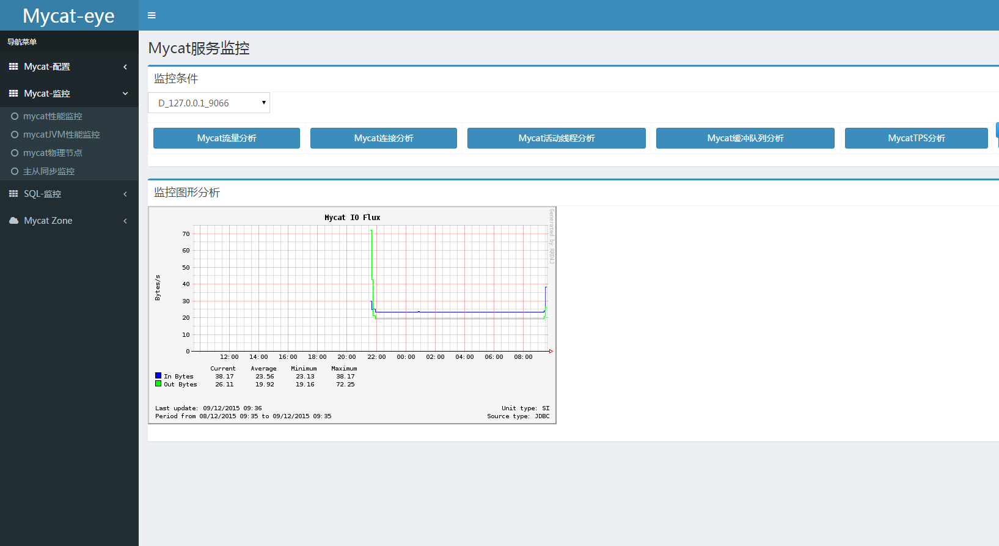 Mycat-eye
导航菜单
Mycat-配置
Mycat-监控
mycat性能监控
mycatJVM性能监控
mycat物理节点
主从同步监控
SQL-监控
Mycat Zone
Mycat服务监控
监控条件
D_127.0.0.1_9066
Mycat流量分析 Mycat连接分析 Mycat活动线程分析 Mycat缓冲队列分析 MycatTPS分析
监控图形分析
Mycat IO Flux
Generated by RRD4J
Bytes/s
70
60
50
40
30
20
10
0
12:00 14:00 16:00 18:00 20:00 22:00 00:00 02:00 04:00 06:00 08:00
Current Average Minimum Maximum
In Bytes 38.17 23.56 23.13 38.17
Out Bytes 26.11 19.92 19.16 72.25
Last update: 09/12/2015 09:36 Unit type: SI
Period from 08/12/2015 09:35 to 09/12/2015 09:35 Source type: JDBC